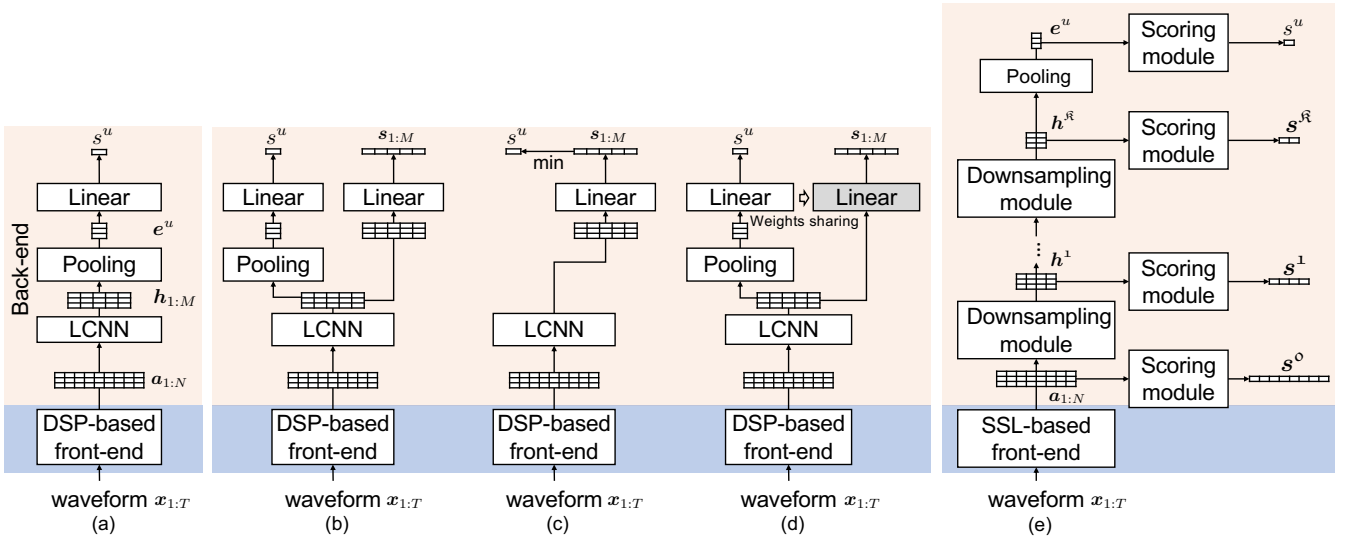 s^u
Linear
e^u
Pooling
h_{1:M}
LCNN
a_{1:N}
DSP-based
front-end
waveform x_{1:T}
(a)
Back-end
s^u
s_{1:M}
Linear
Linear
Pooling
LCNN
DSP-based
front-end
waveform x_{1:T}
(b)
s^u
s_{1:M}
min
Linear
LCNN
DSP-based
front-end
waveform x_{1:T}
(c)
s^u
s_{1:M}
Linear
Linear
Weights sharing
Pooling
LCNN
DSP-based
front-end
waveform x_{1:T}
(d)
e^u
Scoring
module
s^u
Pooling
h^𝔎
Scoring
module
s^𝔎
Downsampling
module
...
h^1
Scoring
module
s^1
Downsampling
module
Scoring
module
s^0
a_{1:N}
SSL-based
front-end
waveform x_{1:T}
(e)